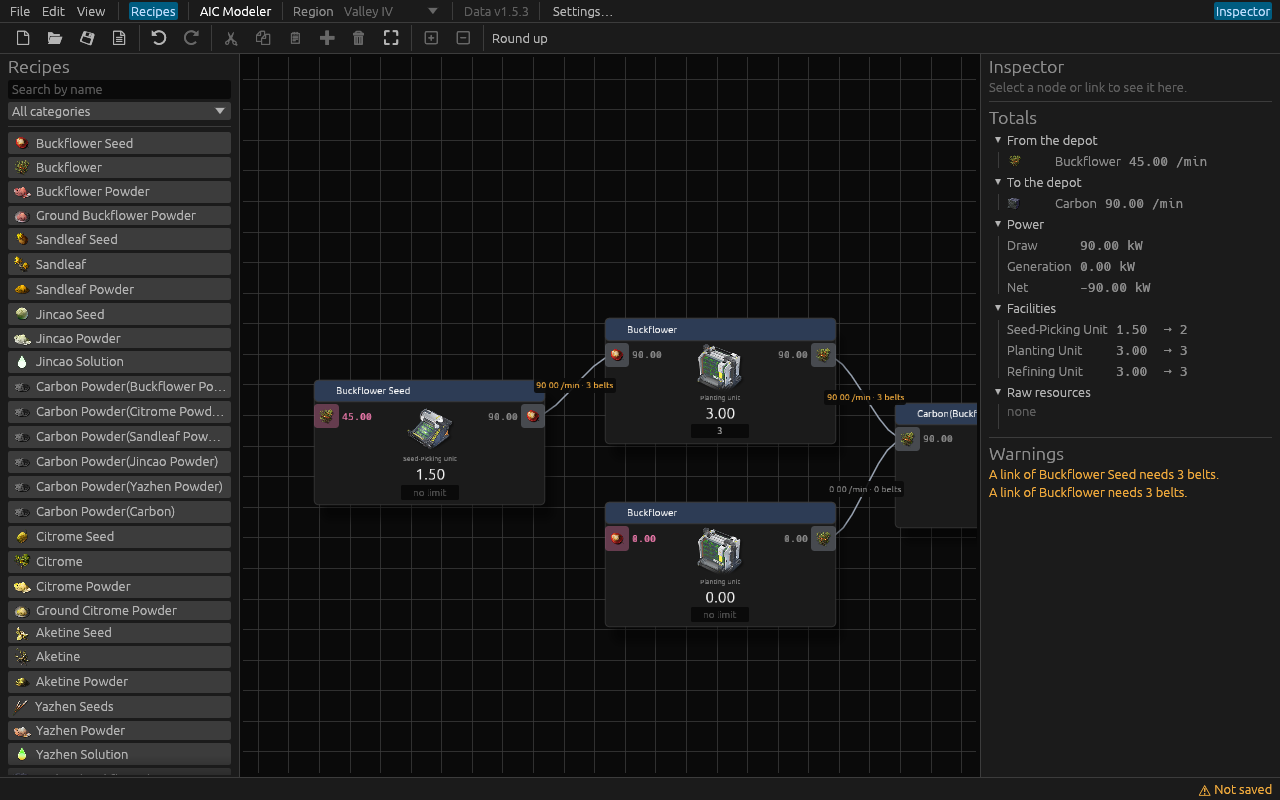 File Edit View Recipes AIC Modeler Region Valley IV Data v1.5.3 Settings… Inspector
Round up
Recipes
Search by name
All categories
Buckflower Seed
Buckflower
Buckflower Powder
Ground Buckflower Powder
Sandleaf Seed
Sandleaf
Sandleaf Powder
Jincao Seed
Jincao Powder
Jincao Solution
Carbon Powder(Buckflower Po…
Carbon Powder(Citrome Powd…
Carbon Powder(Sandleaf Pow…
Carbon Powder(Jincao Powder)
Carbon Powder(Yazhen Powder)
Carbon Powder(Carbon)
Citrome Seed
Citrome
Citrome Powder
Ground Citrome Powder
Aketine Seed
Aketine
Aketine Powder
Yazhen Seeds
Yazhen Powder
Yazhen Solution
Buckflower Seed
45.00 90.00
Seed-Picking Unit
1.50
no limit
90.00 /min · 3 belts
Buckflower
90.00 90.00
Planting Unit
3.00
3
90.00 /min · 3 belts
Buckflower
0.00 0.00
Planting Unit
0.00
no limit
0.00 /min · 0 belts
Carbon(Buckf
90.00
Inspector
Select a node or link to see it here.
Totals
From the depot
Buckflower 45.00 /min
To the depot
Carbon 90.00 /min
Power
Draw 90.00 kW
Generation 0.00 kW
Net −90.00 kW
Facilities
Seed-Picking Unit 1.50 → 2
Planting Unit 3.00 → 3
Refining Unit 3.00 → 3
Raw resources
none
Warnings
A link of Buckflower Seed needs 3 belts.
A link of Buckflower needs 3 belts.
⚠ Not saved